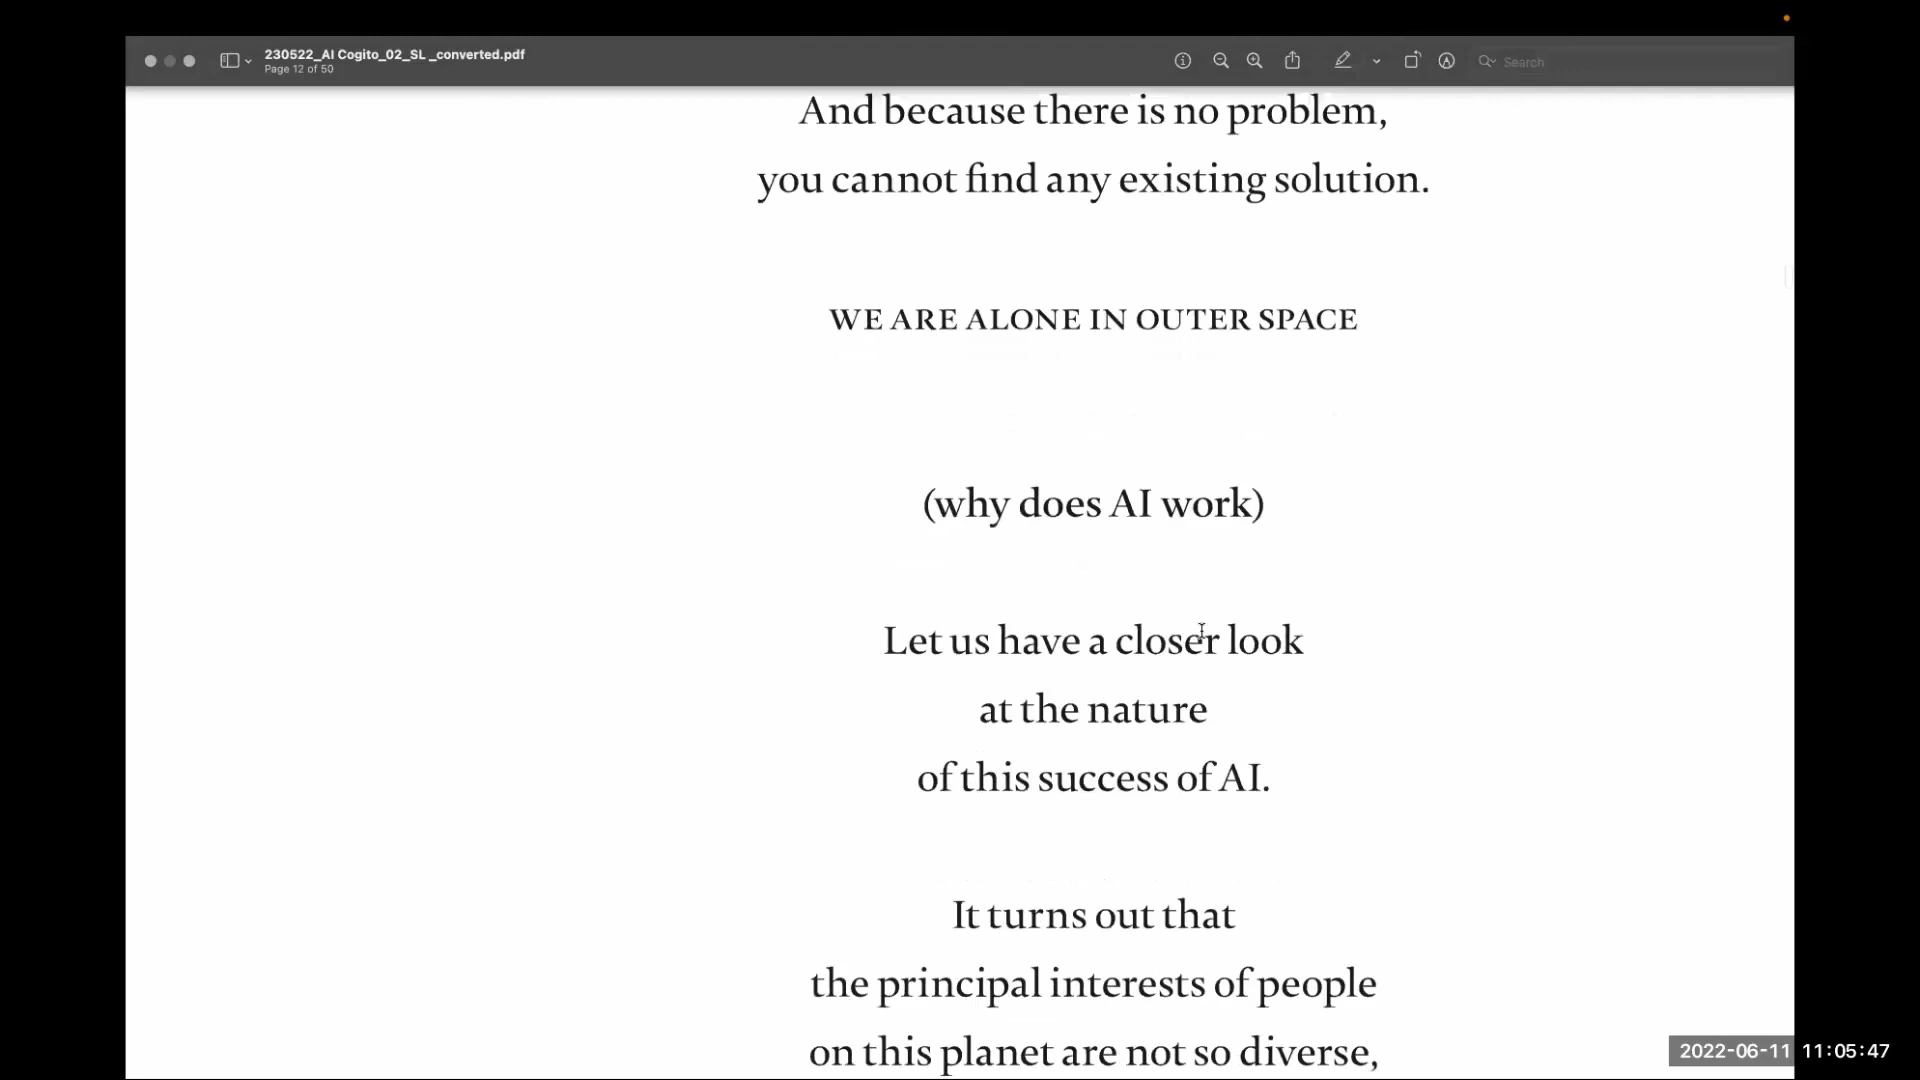 230522_AI Cogito_02_SL _converted.pdf
Page 12 of 50
Search
And because there is no problem,
you cannot find any existing solution.
WE ARE ALONE IN OUTER SPACE
(why does AI work)
Let us have a closer look
at the nature
of this success of AI.
It turns out that
the principal interests of people
on this planet are not so diverse,
2022-06-11 11:05:47